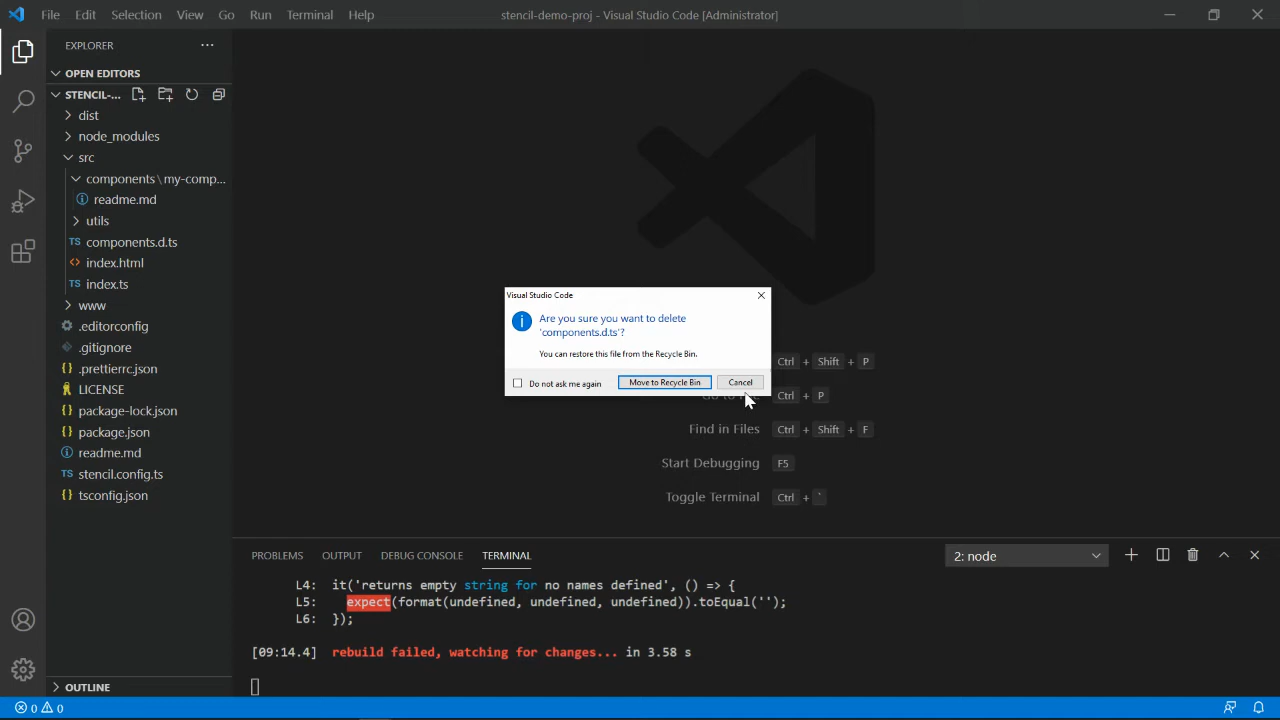 File Edit Selection View Go Run Terminal Help
stencil-demo-proj - Visual Studio Code [Administrator]
EXPLORER
OPEN EDITORS
STENCIL-...
dist
node_modules
src
components\my-comp...
readme.md
utils
TS components.d.ts
index.html
TS index.ts
www
.editorconfig
.gitignore
.prettierrc.json
LICENSE
package-lock.json
package.json
readme.md
TS stencil.config.ts
tsconfig.json
OUTLINE
Visual Studio Code
Are you sure you want to delete
'components.d.ts'?
You can restore this file from the Recycle Bin.
Do not ask me again
Move to Recycle Bin
Cancel
Ctrl + Shift + P
Ctrl + P
Find in Files Ctrl + Shift + F
Start Debugging F5
Toggle Terminal Ctrl + `
PROBLEMS OUTPUT DEBUG CONSOLE TERMINAL
2: node
L4: it('returns empty string for no names defined', () => {
L5: expect(format(undefined, undefined, undefined)).toEqual('');
L6: });
[09:14.4] rebuild failed, watching for changes... in 3.58 s
0 0